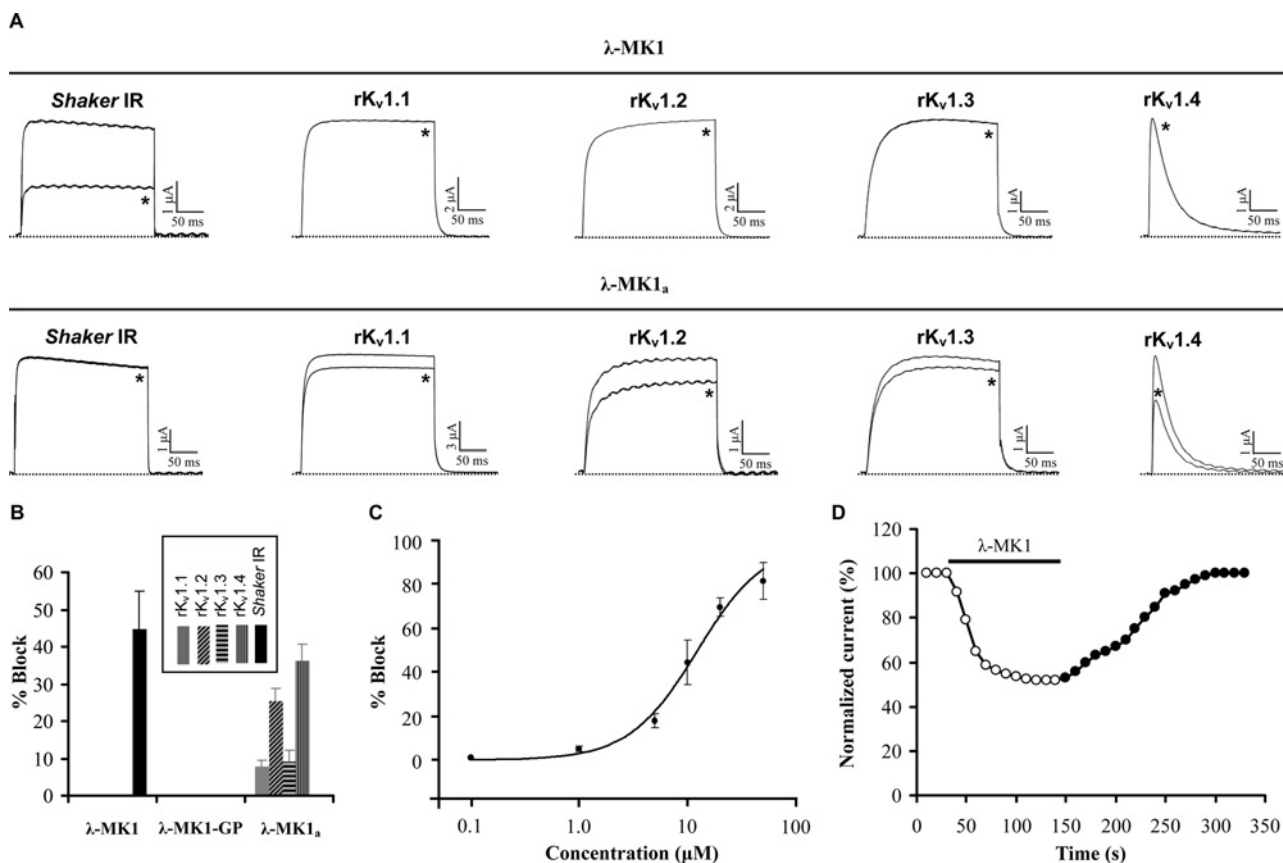 A
λ-MK1
Shaker IR rKv1.1 rKv1.2 rKv1.3 rKv1.4
* * * * *
1 μA 2 μA 2 μA 1 μA 1 μA
50 ms 50 ms 50 ms 50 ms 50 ms
λ-MK1a
Shaker IR rKv1.1 rKv1.2 rKv1.3 rKv1.4
* * * * *
1 μA 3 μA 1 μA 1 μA 1 μA
50 ms 50 ms 50 ms 50 ms 50 ms
B
% Block
60
50
40
30
20
10
0
rKv1.1
rKv1.2
rKv1.3
rKv1.4
Shaker IR
λ-MK1 λ-MK1-GP λ-MK1a
C
% Block
100
80
60
40
20
0
0.1 1.0 10 100
Concentration (μM)
D
Normalized current (%)
120
100
80
60
40
20
0
λ-MK1
0 50 100 150 200 250 300 350
Time (s)